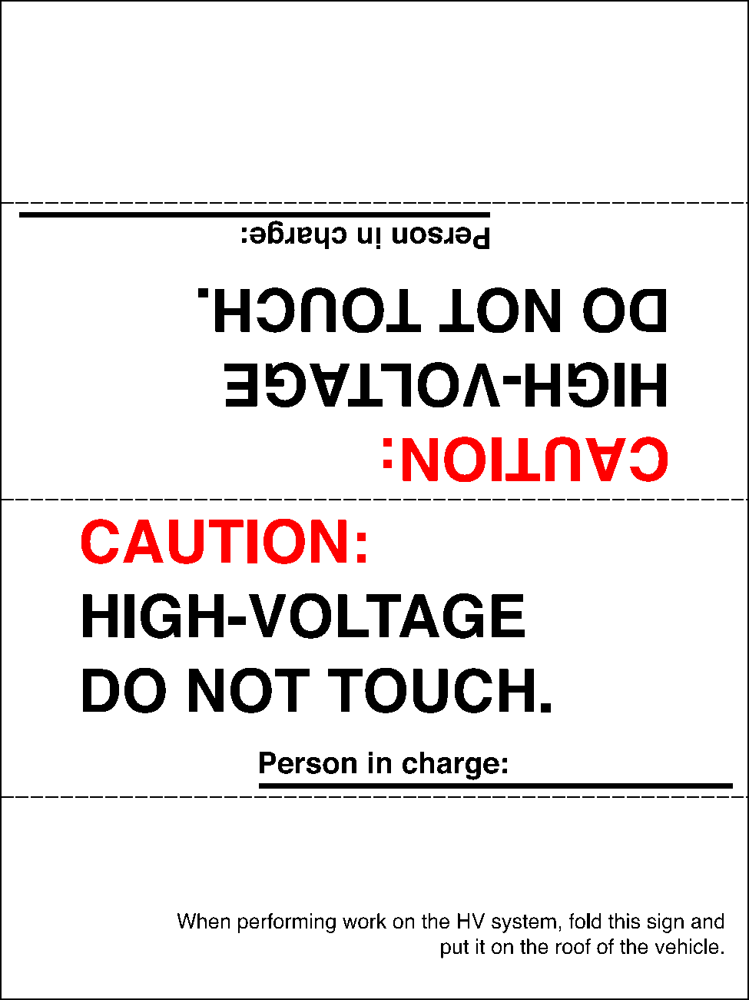 Person in charge:
DO NOT TOUCH.
HIGH-VOLTAGE
CAUTION:
CAUTION:
HIGH-VOLTAGE
DO NOT TOUCH.
Person in charge:
When performing work on the HV system, fold this sign and
put it on the roof of the vehicle.